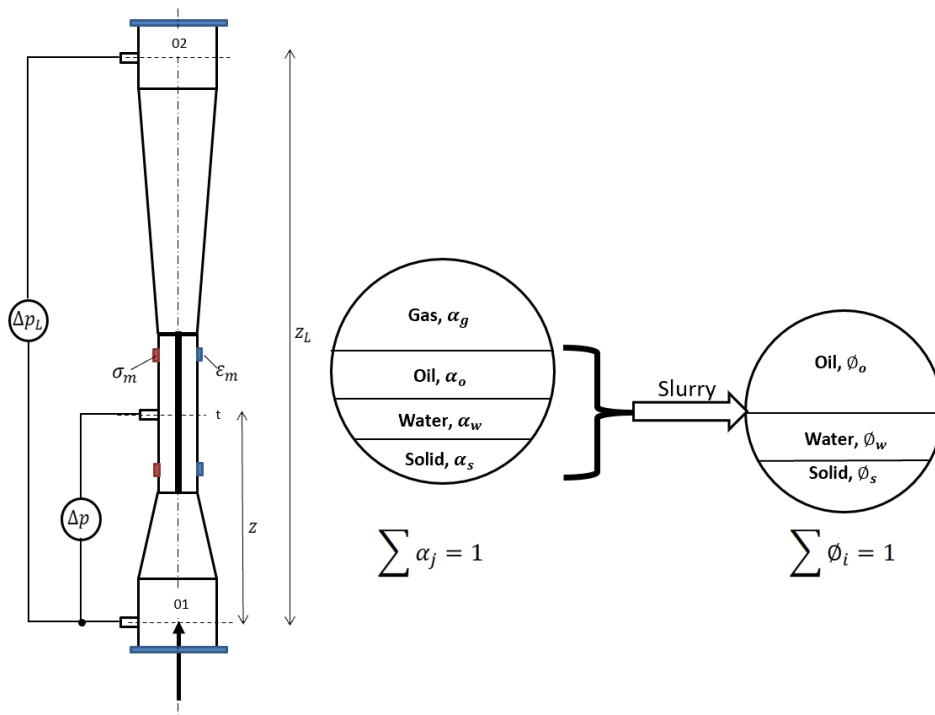 02
Δp_L
σ_m
ε_m
t
z_L
Δp
z
01
Gas, α_g
Oil, α_o
Water, α_w
Solid, α_s
∑ α_j = 1
Slurry
Oil, ∅_o
Water, ∅_w
Solid, ∅_s
∑ ∅_i = 1